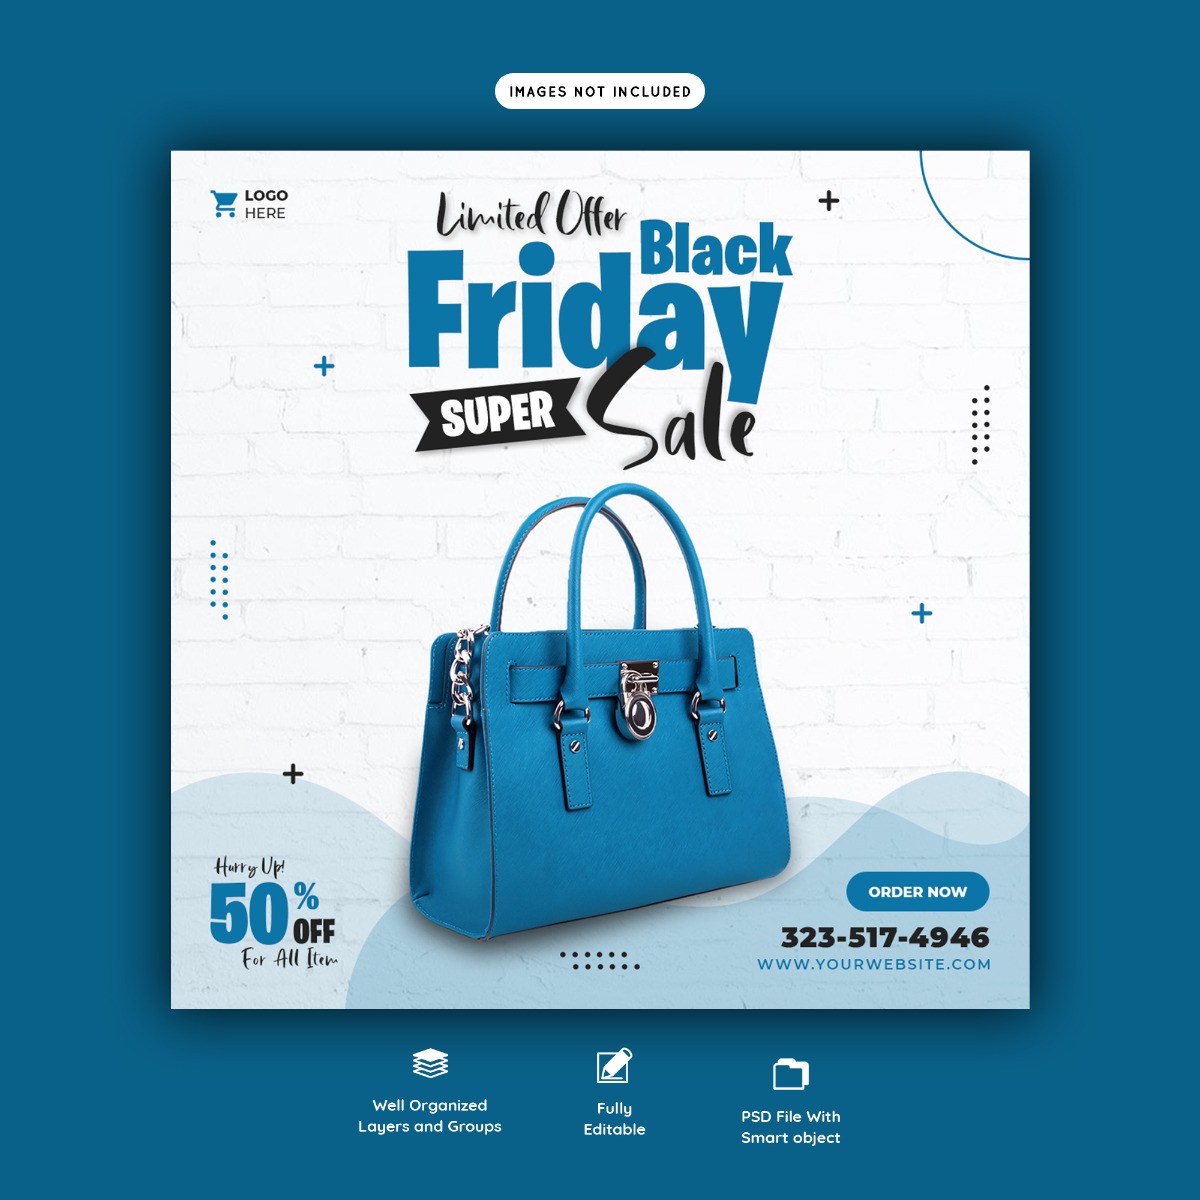 IMAGES NOT INCLUDED
LOGO
HERE
Limited Offer
Black
Friday
SUPER Sale
Hurry Up!
50%
OFF
For All Item
ORDER NOW
323-517-4946
WWW.YOURWEBSITE.COM
Well Organized
Layers and Groups
Fully
Editable
PSD File With
Smart object